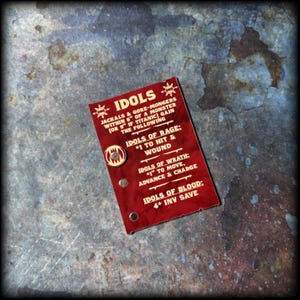 IDOLS
JACKALS & GORE-MONGERS
WITHIN 6" OF A MONSTER
(OR 9" IF TITANIC) GAIN
THE FOLLOWING
IDOLS OF RAGE:
+1 TO HIT &
WOUND
IDOLS OF WRATH:
+1" TO MOVE,
ADVANCE & CHARGE
IDOLS OF BLOOD:
4+ INV SAVE